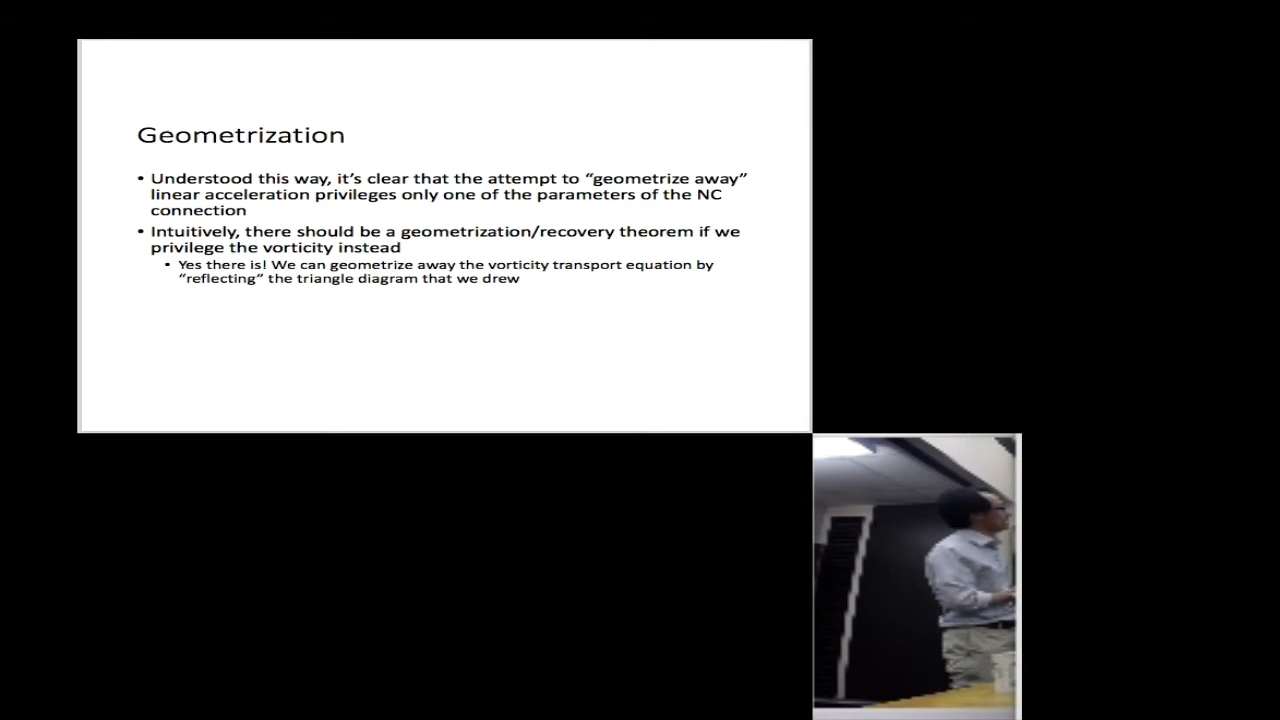 Geometrization
• Understood this way, it's clear that the attempt to “geometrize away”
linear acceleration privileges only one of the parameters of the NC
connection
• Intuitively, there should be a geometrization/recovery theorem if we
privilege the vorticity instead
• Yes there is! We can geometrize away the vorticity transport equation by
“reflecting” the triangle diagram that we drew